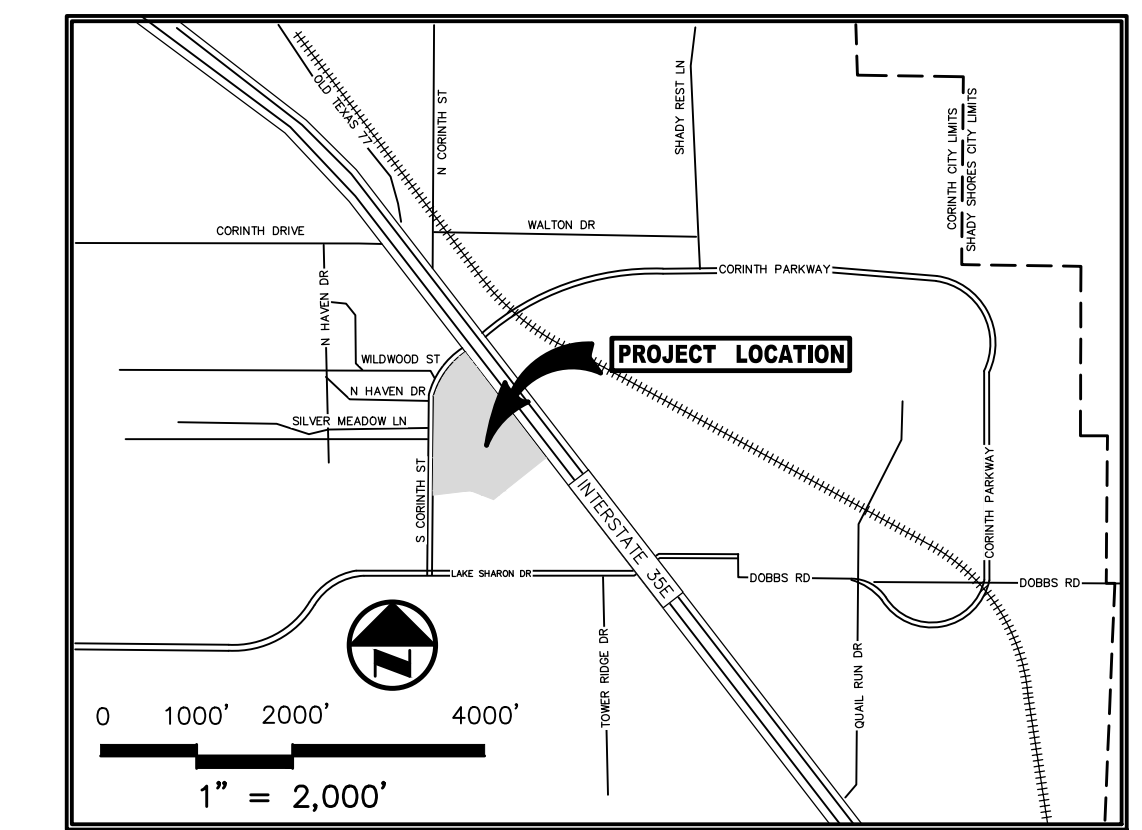 OLD TEXAS 77
N CORINTH ST
SHADY REST LN
CORINTH CITY LIMITS
SHADY SHORES CITY LIMITS
CORINTH DRIVE
WALTON DR
N HAVEN DR
CORINTH PARKWAY
PROJECT LOCATION
WILDWOOD ST
N HAVEN DR
SILVER MEADOW LN
S CORINTH ST
INTERSTATE 35E
CORINTH PARKWAY
LAKE SHARON DR
DOBBS RD
DOBBS RD
TOWER RIDGE DR
QUAIL RUN DR
N
0 1000' 2000' 4000'
1" = 2,000'